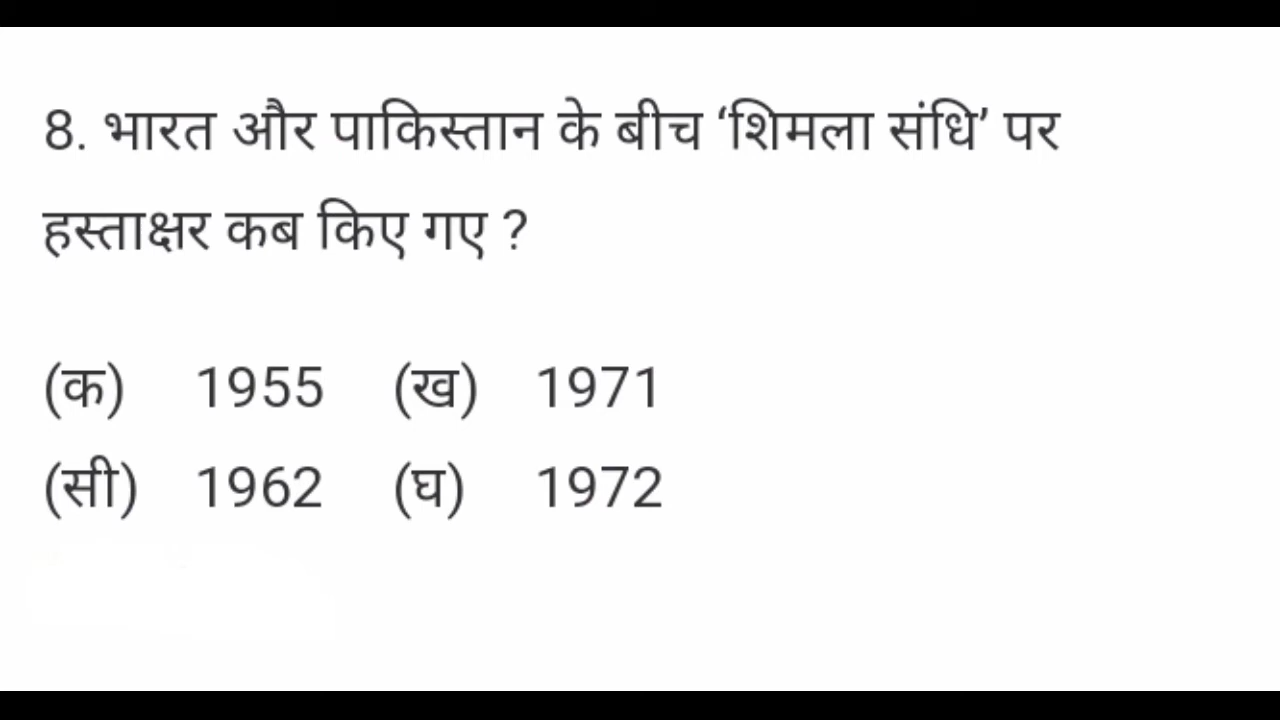 8. भारत और पाकिस्तान के बीच ‘शिमला संधि’ पर
हस्ताक्षर कब किए गए ?
(क) 1955 (ख) 1971
(सी) 1962 (घ) 1972